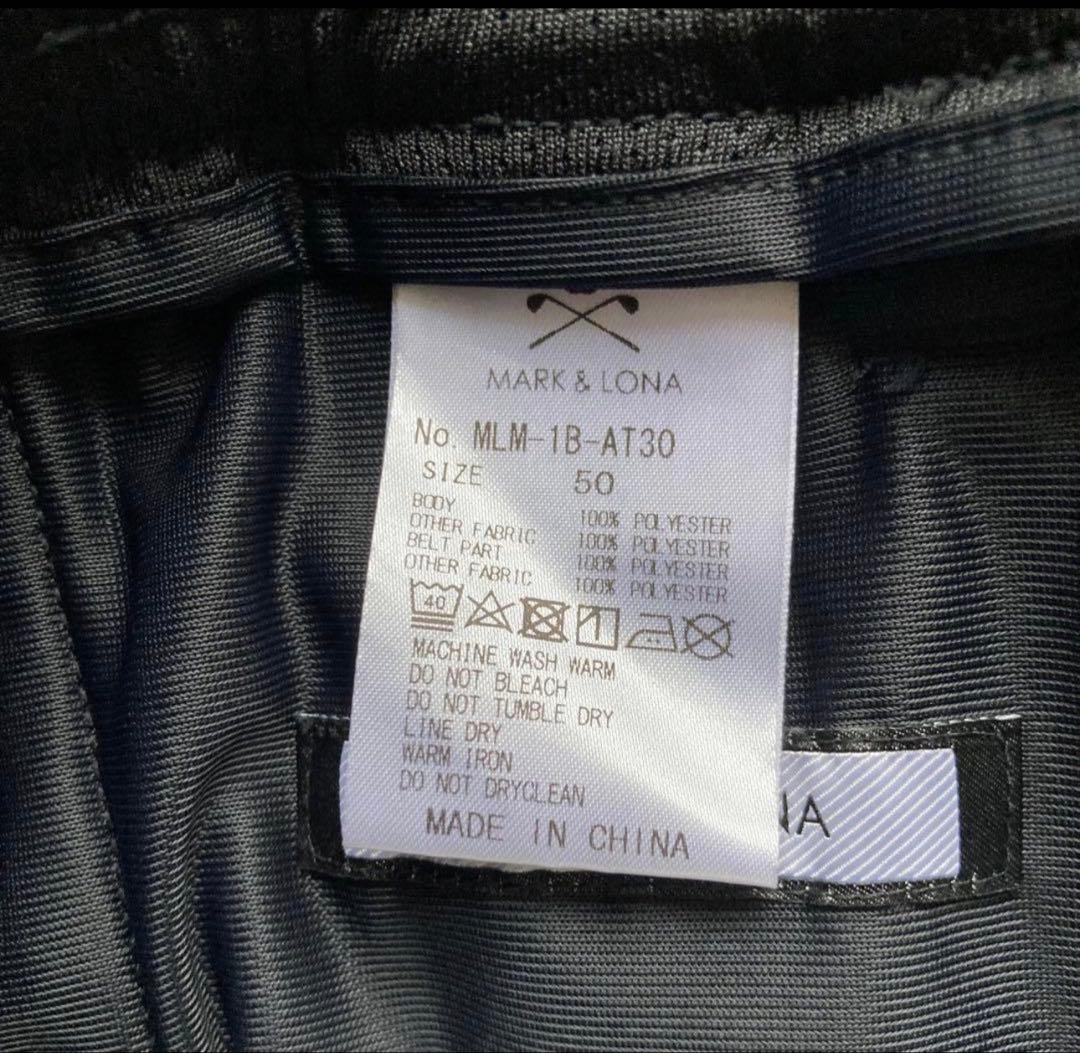 MARK & LONA
No. MLM-1B-AT30
SIZE 50
BODY 100% POLYESTER
OTHER FABRIC 100% POLYESTER
BELT PART 100% POLYESTER
OTHER FABRIC 100% POLYESTER
40
MACHINE WASH WARM
DO NOT BLEACH
DO NOT TUMBLE DRY
LINE DRY
WARM IRON
DO NOT DRYCLEAN
MADE IN CHINA
NA